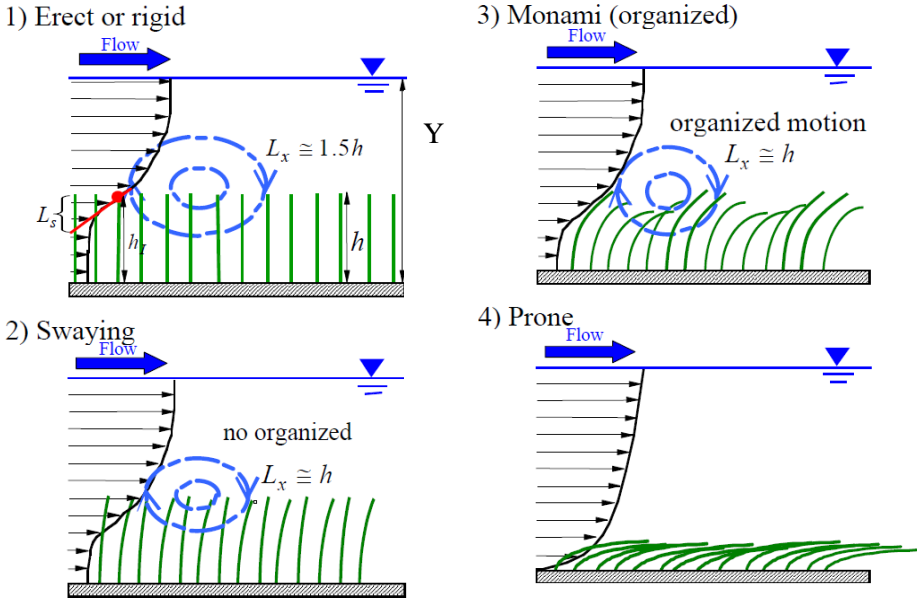 1) Erect or rigid
Flow
Y
L_x ≅ 1.5h
L_s
h_I
h
2) Swaying
Flow
no organized
L_x ≅ h
3) Monami (organized)
Flow
organized motion
L_x ≅ h
4) Prone
Flow